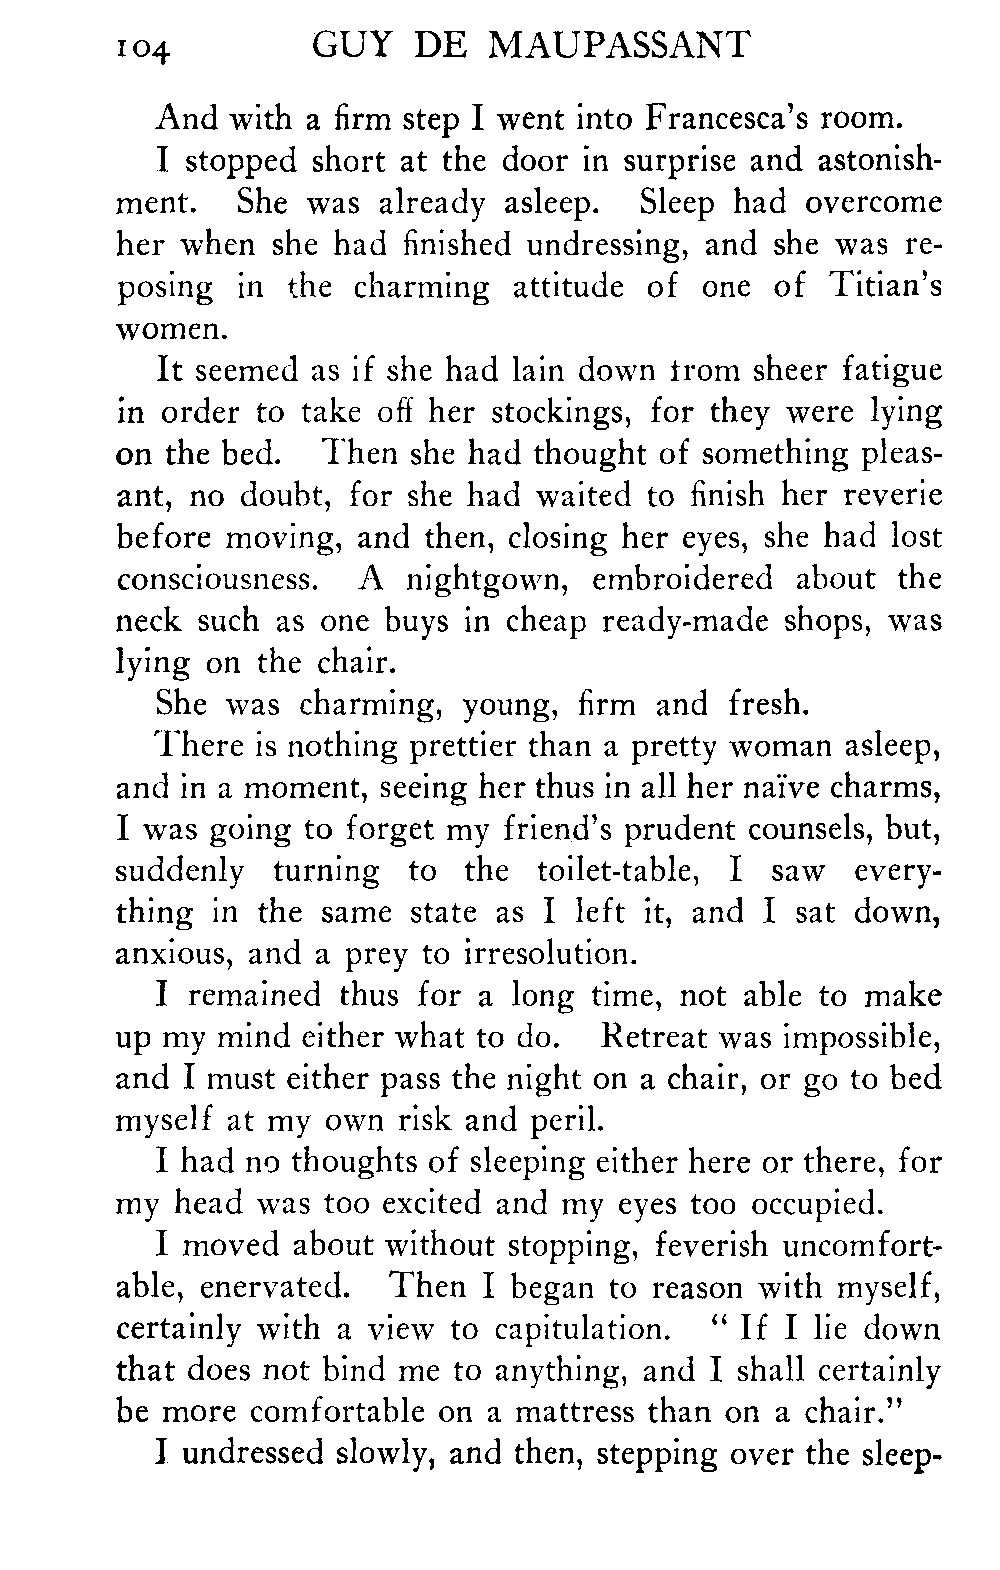 104 GUY DE MAUPASSANT
And with a firm step I went into Francesca's room.
I stopped short at the door in surprise and astonish-
ment. She was already asleep. Sleep had overcome
her when she had finished undressing, and she was re-
posing in the charming attitude of one of Titian's
women.
It seemed as if she had lain down from sheer fatigue
in order to take off her stockings, for they were lying
on the bed. Then she had thought of something pleas-
ant, no doubt, for she had waited to finish her reverie
before moving, and then, closing her eyes, she had lost
consciousness. A nightgown, embroidered about the
neck such as one buys in cheap ready-made shops, was
lying on the chair.
She was charming, young, firm and fresh.
There is nothing prettier than a pretty woman asleep,
and in a moment, seeing her thus in all her naïve charms,
I was going to forget my friend's prudent counsels, but,
suddenly turning to the toilet-table, I saw every-
thing in the same state as I left it, and I sat down,
anxious, and a prey to irresolution.
I remained thus for a long time, not able to make
up my mind either what to do. Retreat was impossible,
and I must either pass the night on a chair, or go to bed
myself at my own risk and peril.
I had no thoughts of sleeping either here or there, for
my head was too excited and my eyes too occupied.
I moved about without stopping, feverish uncomfort-
able, enervated. Then I began to reason with myself,
certainly with a view to capitulation. " If I lie down
that does not bind me to anything, and I shall certainly
be more comfortable on a mattress than on a chair."
I undressed slowly, and then, stepping over the sleep-